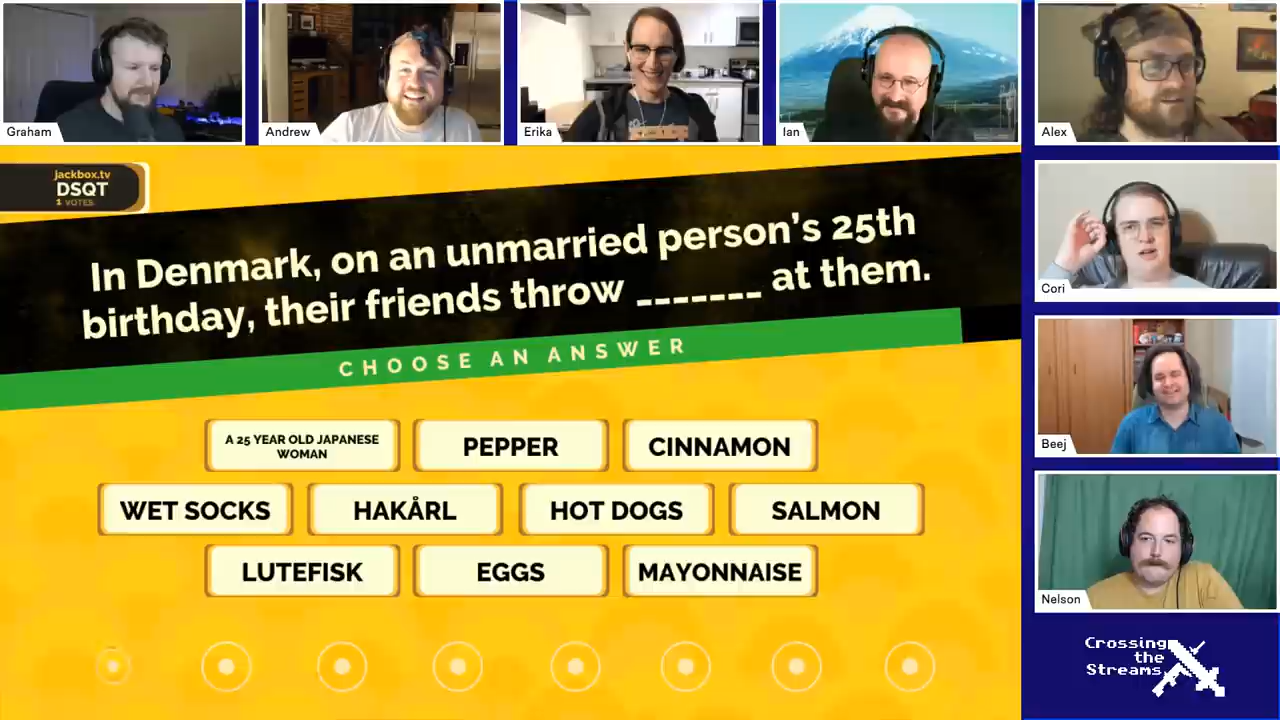 Graham
Andrew
Erika
Ian
Alex
jackbox.tv
DSQT
1 VOTES
In Denmark, on an unmarried person's 25th
birthday, their friends throw _______ at them.
CHOOSE AN ANSWER
A 25 YEAR OLD JAPANESE
WOMAN
PEPPER
CINNAMON
WET SOCKS
HAKÅRL
HOT DOGS
SALMON
LUTEFISK
EGGS
MAYONNAISE
Cori
Beej
Nelson
Crossing
the
Streams